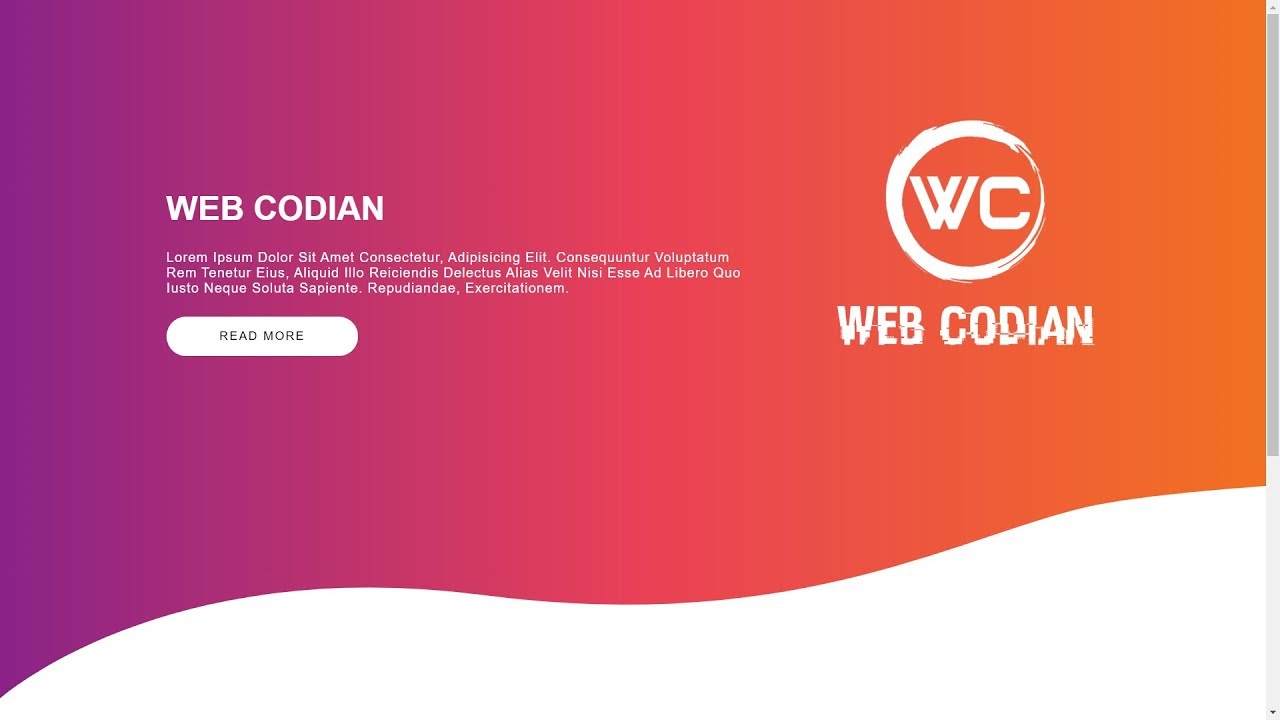 WEB CODIAN
Lorem Ipsum Dolor Sit Amet Consectetur, Adipisicing Elit. Consequuntur Voluptatum
Rem Tenetur Eius, Aliquid Illo Reiciendis Delectus Alias Velit Nisi Esse Ad Libero Quo
Iusto Neque Soluta Sapiente. Repudiandae, Exercitationem.
READ MORE
WC
WEB CODIAN